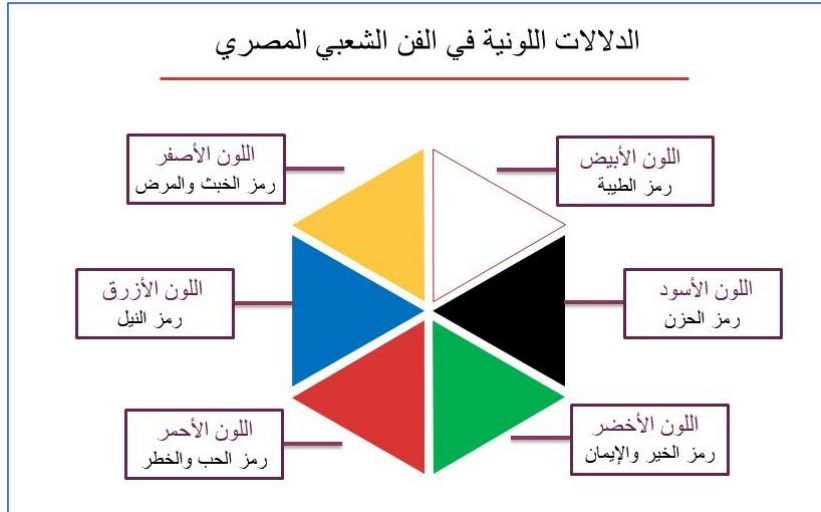 الدلالات اللونية في الفن الشعبي المصري
اللون الأبيض
رمز الطيبة
اللون الأصفر
رمز الخبث والمرض
اللون الأسود
رمز الحزن
اللون الأزرق
رمز النيل
اللون الأخضر
رمز الخير والإيمان
اللون الأحمر
رمز الحب والخطر